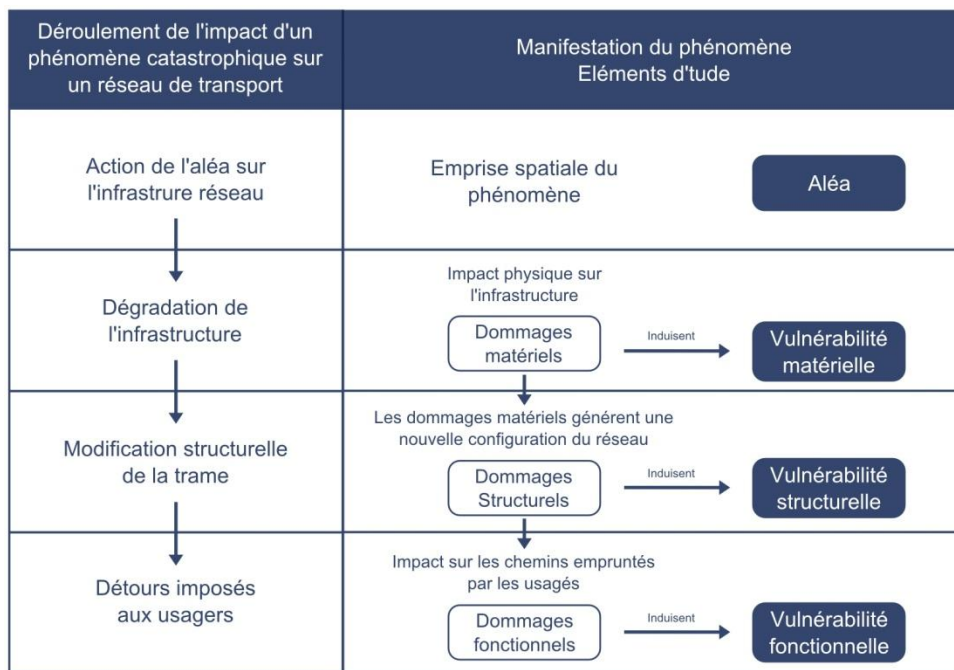 Déroulement de l'impact d'un
phénomène catastrophique sur
un réseau de transport
Manifestation du phénomène
Eléments d'tude
Action de l'aléa sur
l'infrastrure réseau
Emprise spatiale du
phénomène
Aléa
Dégradation de
l'infrastructure
Impact physique sur
l'infrastructure
Dommages
matériels
Induisent
Vulnérabilité
matérielle
Modification structurelle
de la trame
Les dommages matériels générent une
nouvelle configuration du réseau
Dommages
Structurels
Induisent
Vulnérabilité
structurelle
Détours imposés
aux usagers
Impact sur les chemins empruntés
par les usagés
Dommages
fonctionnels
Induisent
Vulnérabilité
fonctionnelle